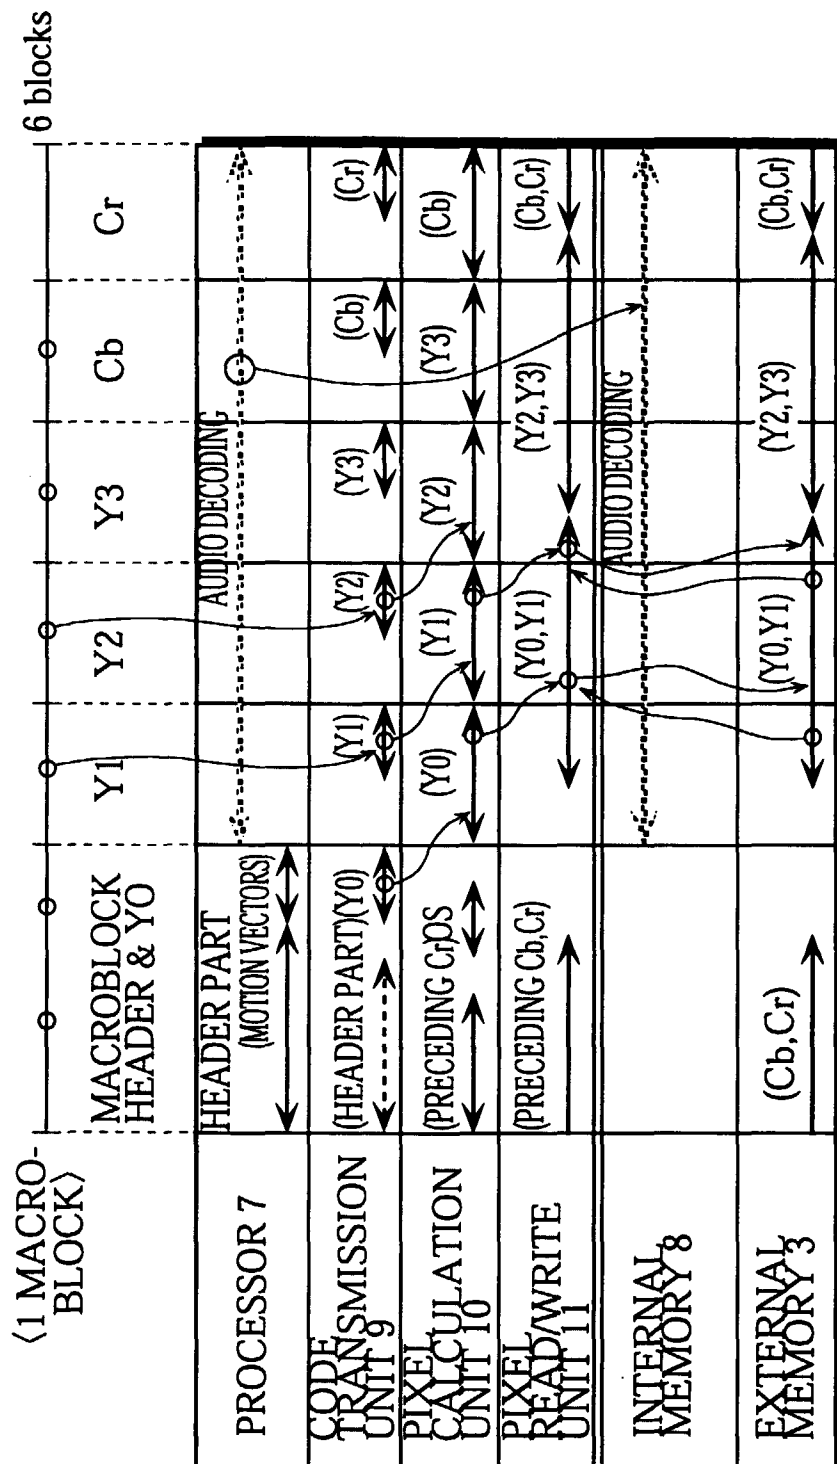 ⟨1 MACRO-
BLOCK⟩
MACROBLOCK
HEADER & YO
Y1
Y2
Y3
Cb
Cr
6 blocks
PROCESSOR 7
HEADER PART
(MOTION VECTORS)
AUDIO DECODING
CODE
TRANSMISSION
UNIT 9
(HEADER PART)
(Y0)
(Y1)
(Y2)
(Y3)
(Cb)
(Cr)
PIXEL
CALCULATION
UNIT 10
(PRECEDING Cr)
OS
(Y0)
(Y1)
(Y2)
(Y3)
(Cb)
PIXEL
READ/WRITE
UNIT 11
(PRECEDING Cb,Cr)
(Y0,Y1)
(Y2,Y3)
(Cb,Cr)
INTERNAL
MEMORY 8
AUDIO DECODING
EXTERNAL
MEMORY 3
(Cb,Cr)
(Y0,Y1)
(Y2,Y3)
(Cb,Cr)